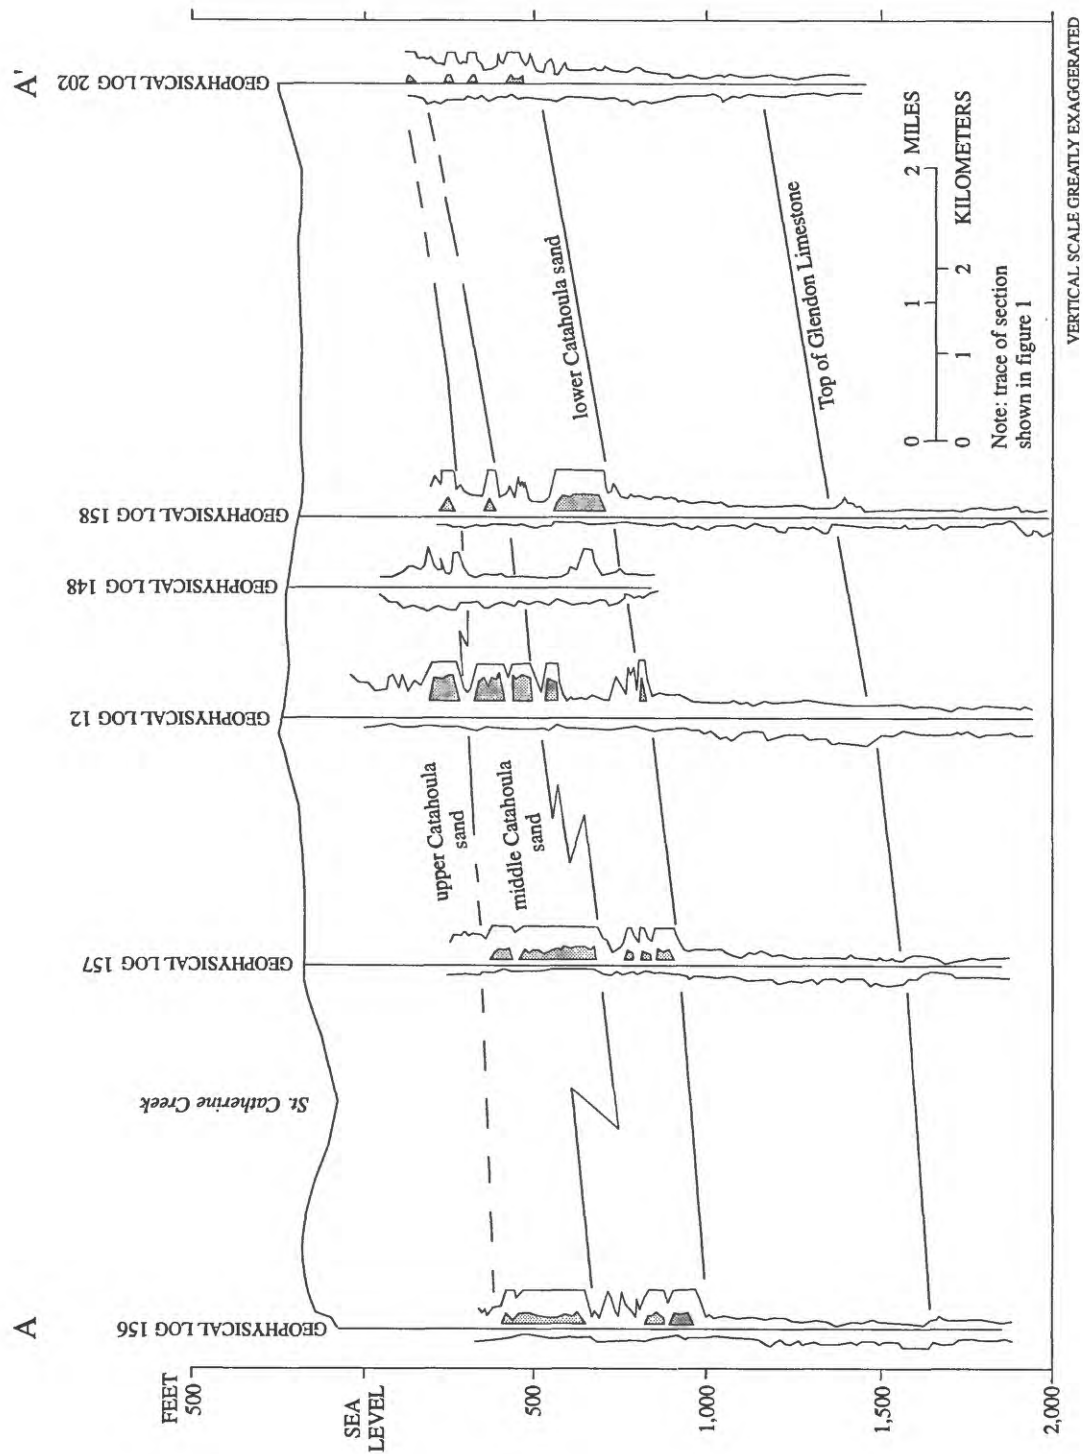 A
A'
GEOPHYSICAL LOG 156
GEOPHYSICAL LOG 157
GEOPHYSICAL LOG 12
GEOPHYSICAL LOG 148
GEOPHYSICAL LOG 158
GEOPHYSICAL LOG 202
St. Catherine Creek
FEET
500
SEA
LEVEL
500
1,000
1,500
2,000
upper Catahoula
sand
middle Catahoula
sand
lower Catahoula sand
Top of Glendon Limestone
0 1 2 MILES
0 1 2 KILOMETERS
Note: trace of section
shown in figure 1
VERTICAL SCALE GREATLY EXAGGERATED